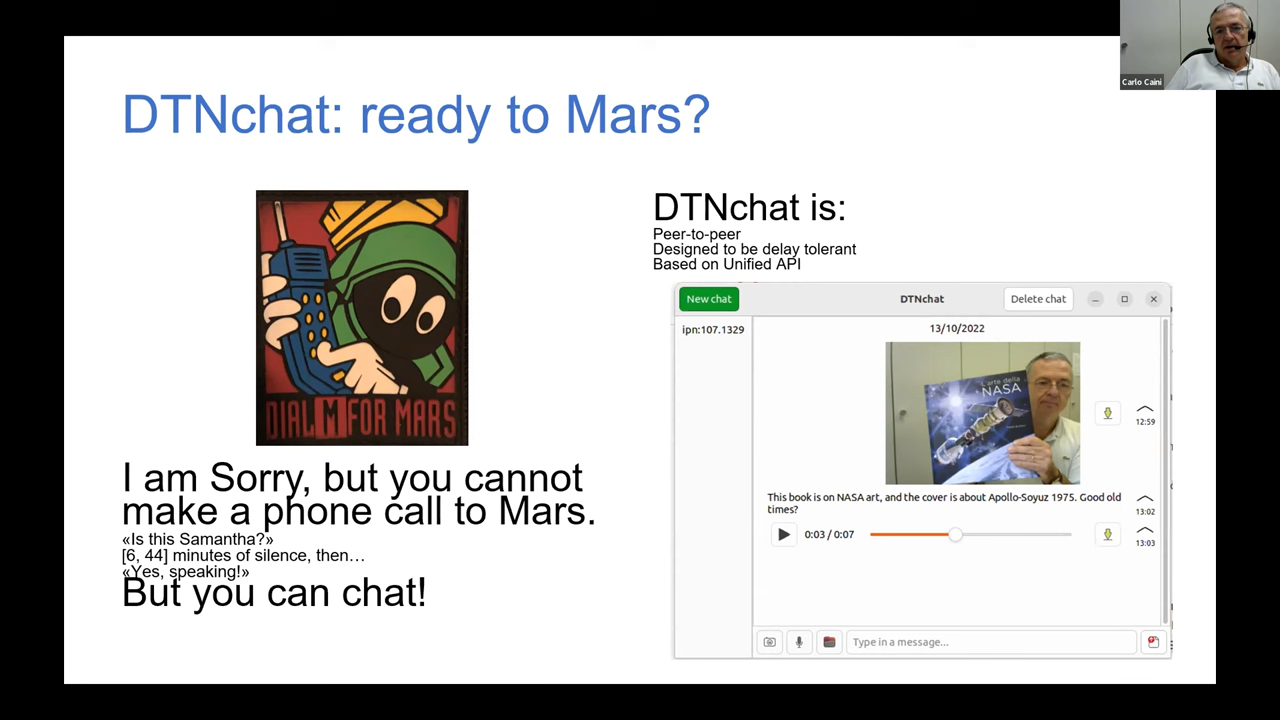 Carlo Caini
DTNchat: ready to Mars?
DIAL M FOR MARS
I am Sorry, but you cannot
make a phone call to Mars.
«Is this Samantha?»
[6, 44] minutes of silence, then…
«Yes, speaking!»
But you can chat!
DTNchat is:
Peer-to-peer
Designed to be delay tolerant
Based on Unified API
New chat
DTNchat
Delete chat
ipn:107.1329
13/10/2022
L'arte della
NASA
12:59
This book is on NASA art, and the cover is about Apollo-Soyuz 1975. Good old
times?
13:02
0:03 / 0:07
13:03
Type in a message...